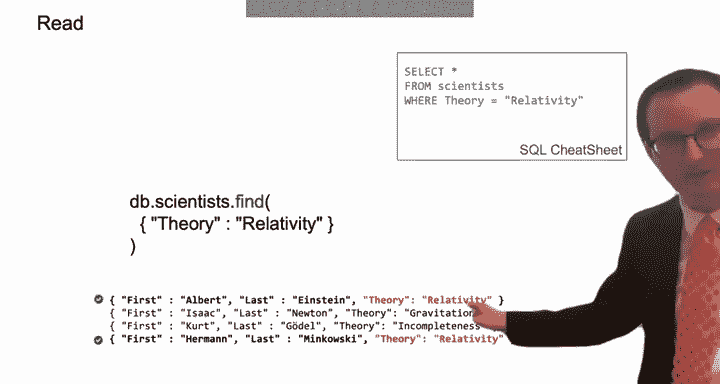 Read
SELECT *
FROM scientists
WHERE Theory = "Relativity"
SQL CheatSheet
db.scientists.find(
{ "Theory" : "Relativity" }
)
{ "First" : "Albert", "Last" : "Einstein", "Theory": "Relativity" }
{ "First" : "Isaac", "Last" : "Newton", "Theory": "Gravitation
{ "First" : "Kurt", "Last" : "Gödel", "Theory": "Incompleteness
{ "First" : "Hermann", "Last" : "Minkowski", "Theory": "Relativity"